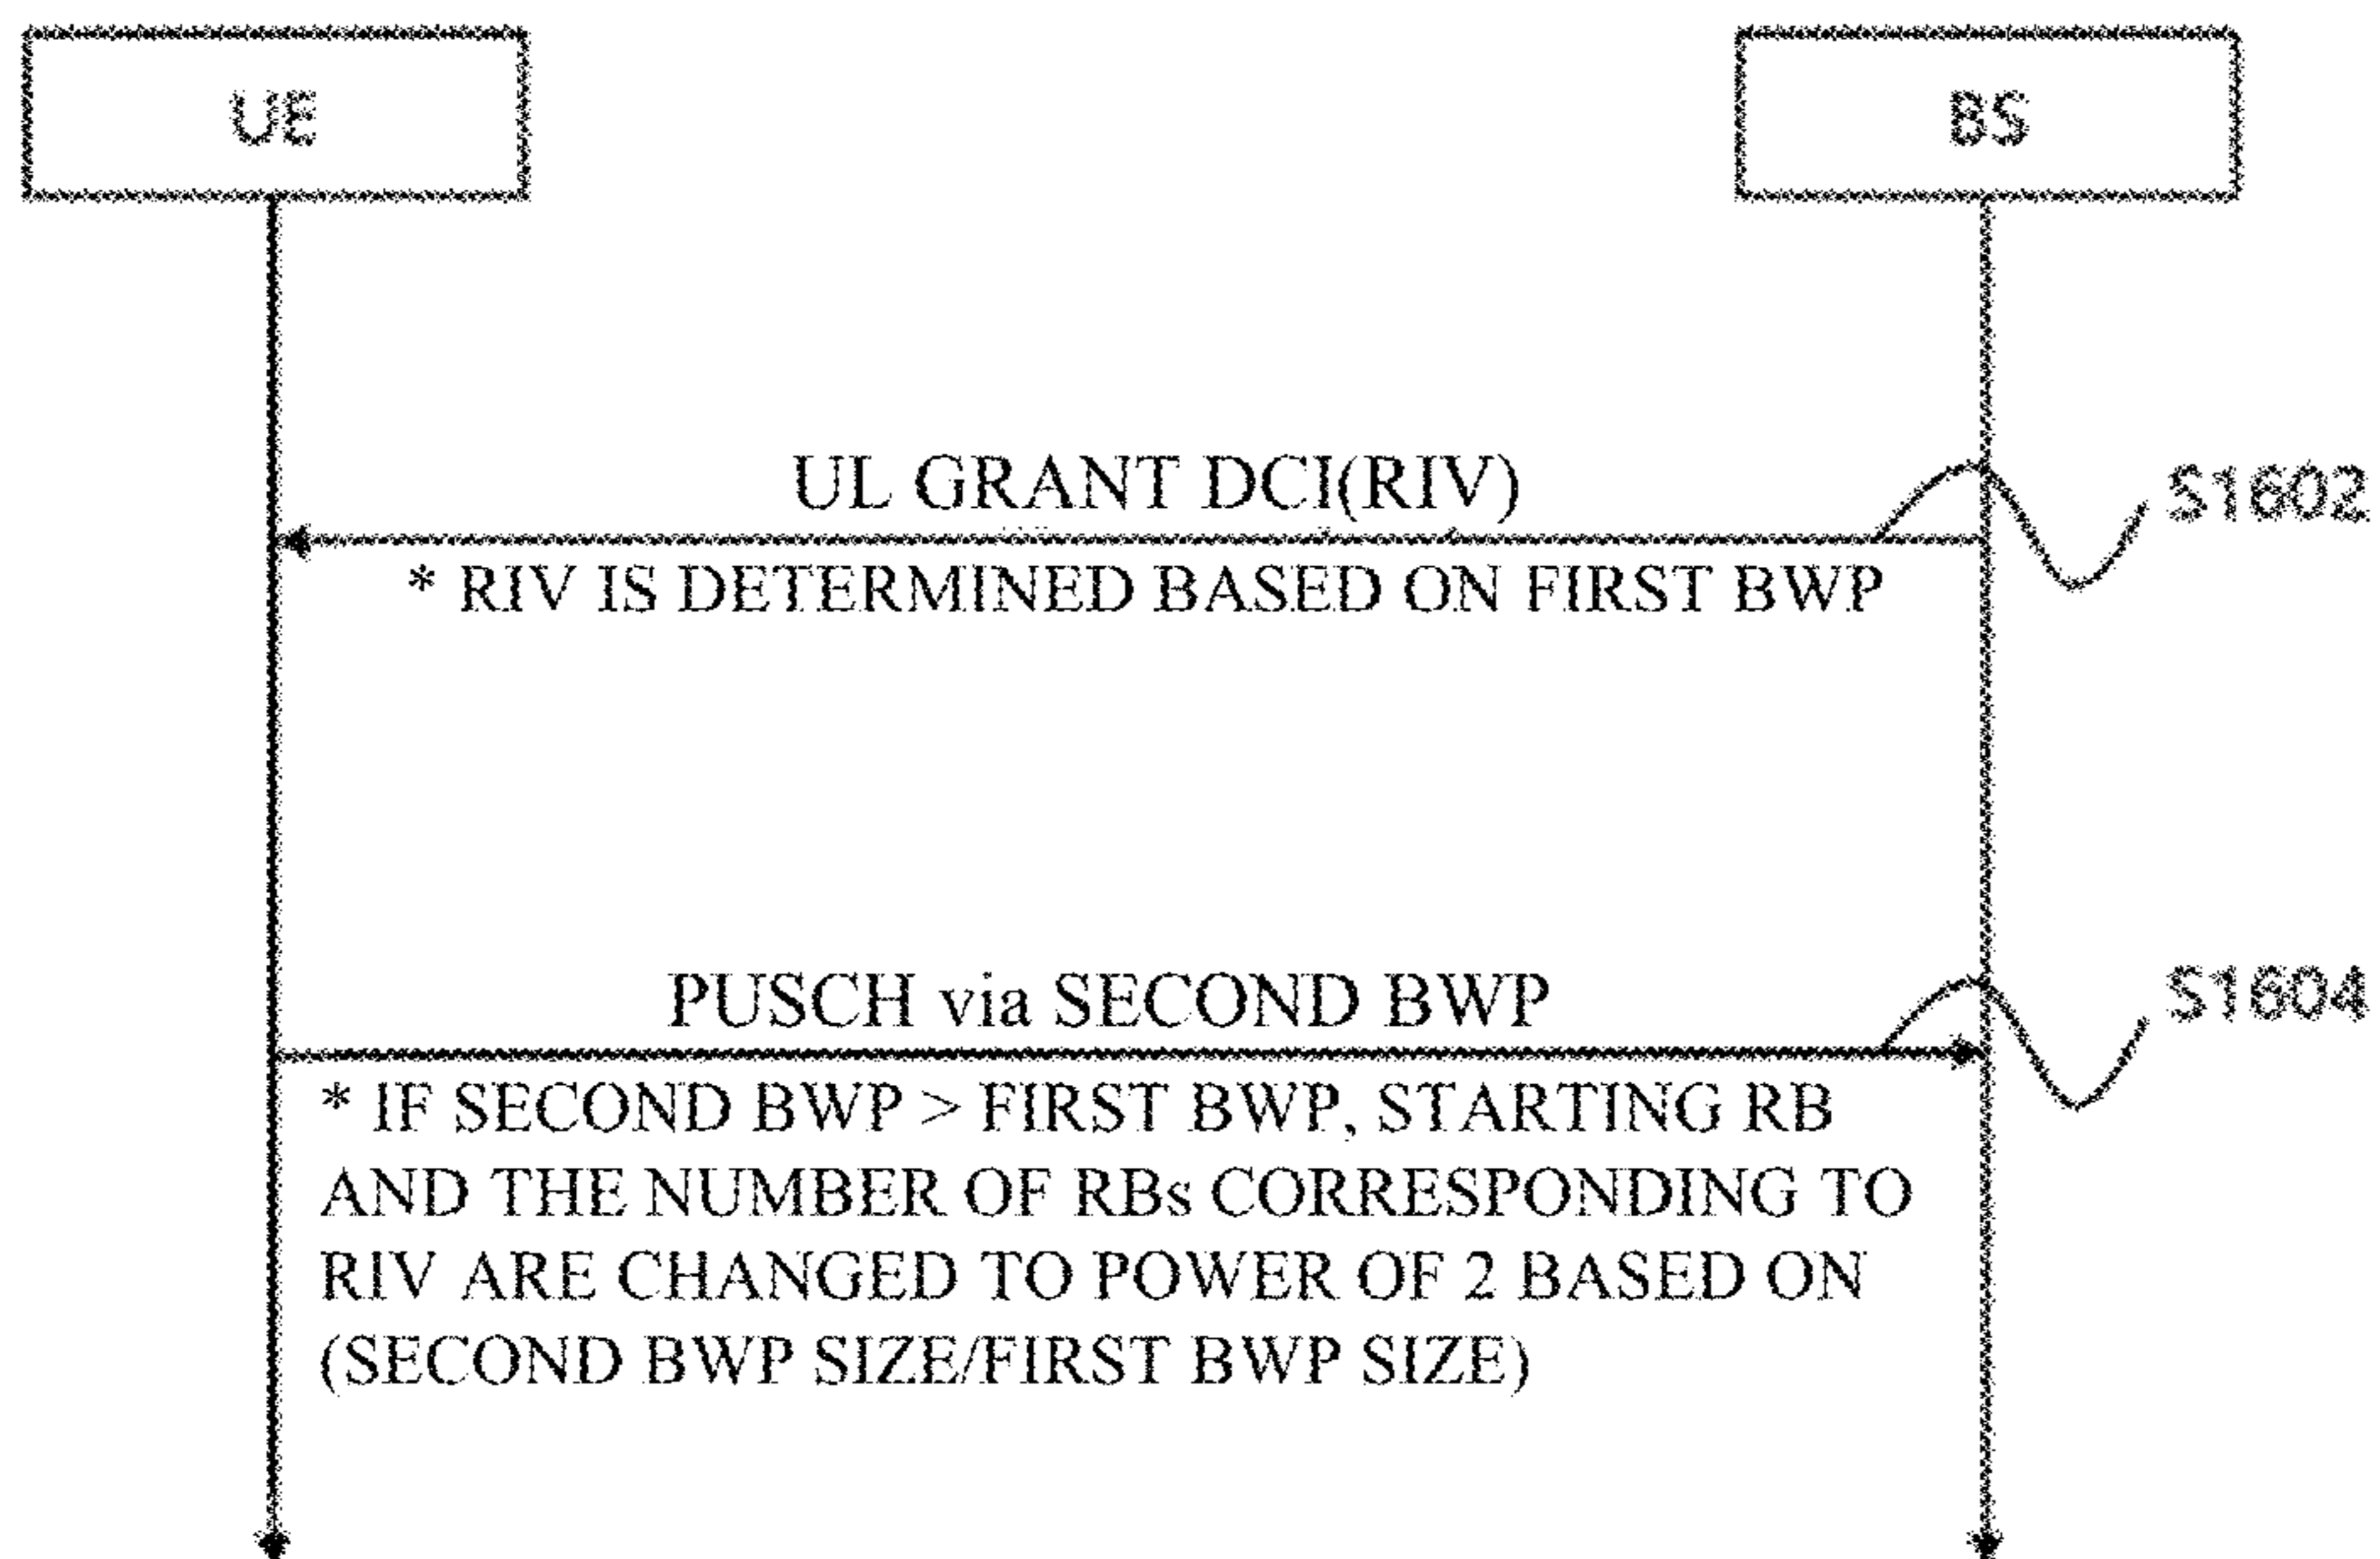 UE
BS
UL GRANT DCI(RIV)
S1602
* RIV IS DETERMINED BASED ON FIRST BWP
PUSCH via SECOND BWP
S1604
* IF SECOND BWP > FIRST BWP, STARTING RB
AND THE NUMBER OF RBs CORRESPONDING TO
RIV ARE CHANGED TO POWER OF 2 BASED ON
(SECOND BWP SIZE/FIRST BWP SIZE)